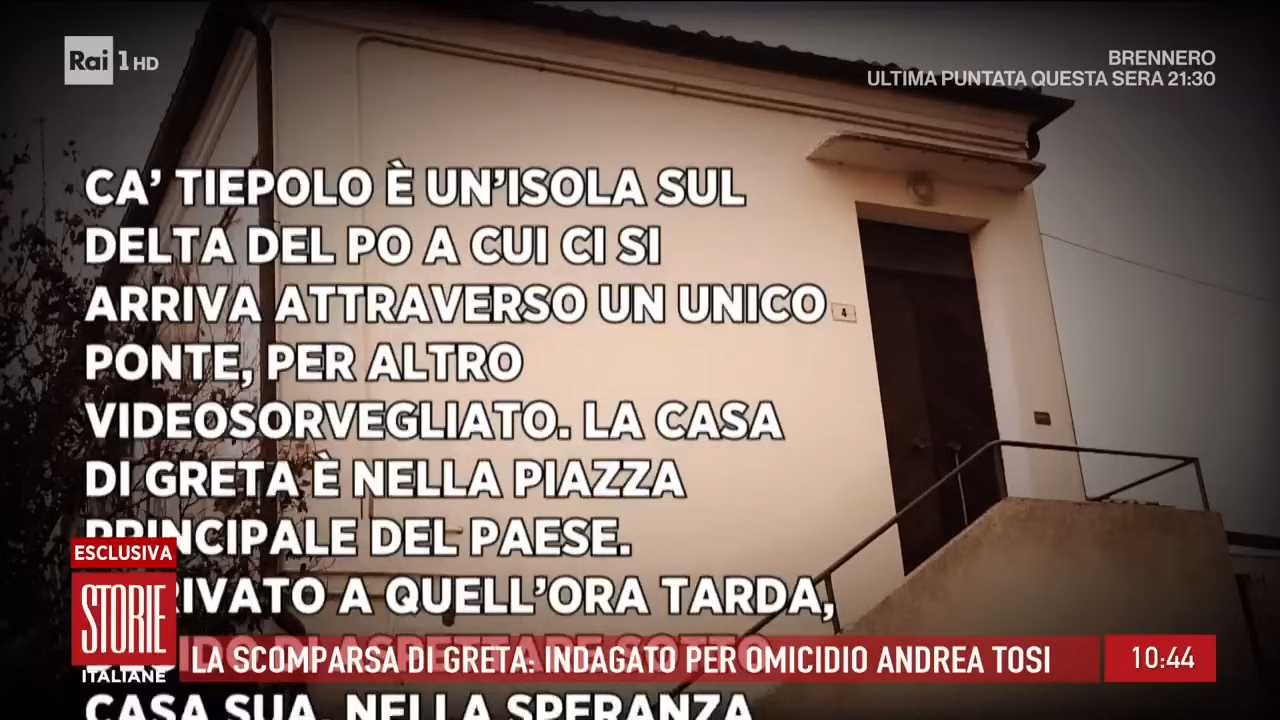 Rai 1 HD
BRENNERO
ULTIMA PUNTATA QUESTA SERA 21:30
CA’ TIEPOLO È UN’ISOLA SUL
DELTA DEL PO A CUI CI SI
ARRIVA ATTRAVERSO UN UNICO
4
PONTE, PER ALTRO
VIDEOSORVEGLIATO. LA CASA
DI GRETA È NELLA PIAZZA
PRINCIPALE DEL PAESE.
RIVATO A QUELL’ORA TARDA,
CASA SUA, NELLA SPERANZA
ESCLUSIVA
STORIE
ITALIANE
LA SCOMPARSA DI GRETA: INDAGATO PER OMICIDIO ANDREA TOSI
10:44